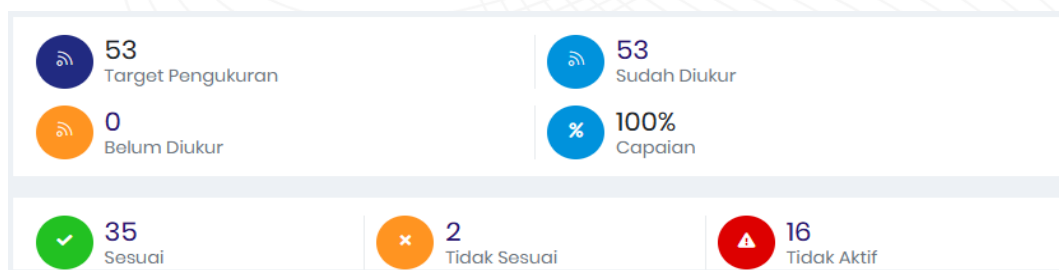 53
Target Pengukuran
53
Sudah Diukur
0
Belum Diukur
100%
Capaian
35
Sesuai
2
Tidak Sesuai
16
Tidak Aktif